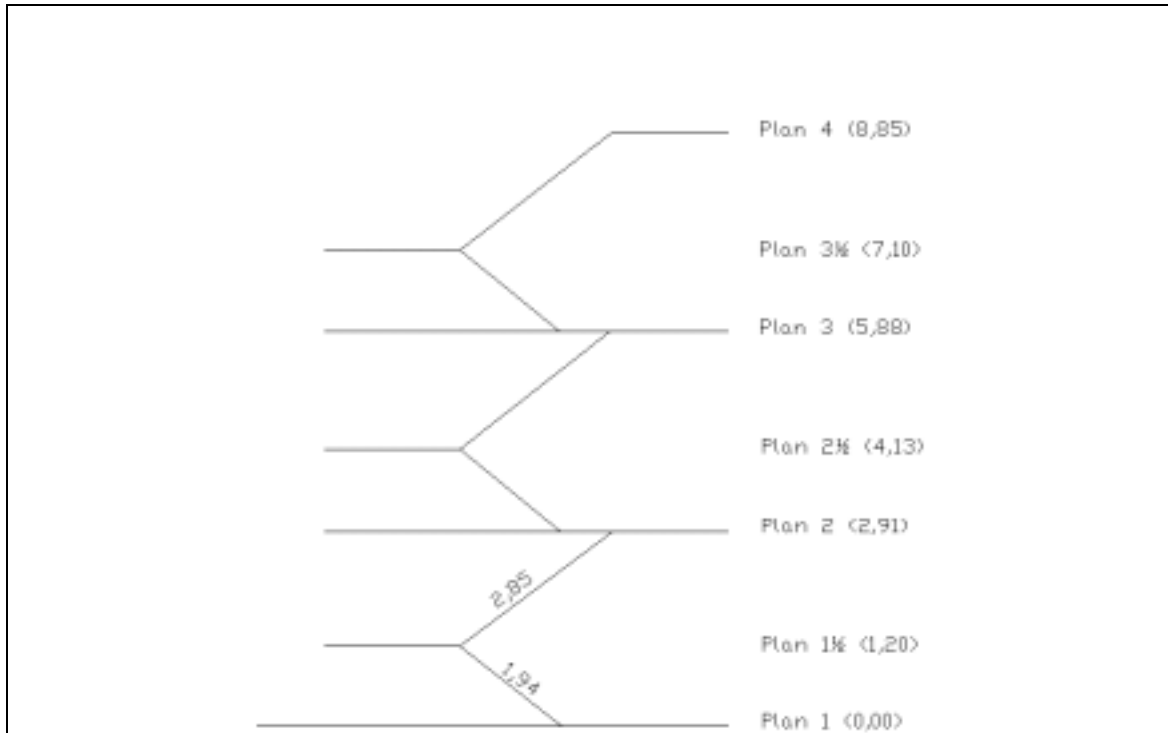 Plan 4 (8,85)
Plan 3½ (7,10)
Plan 3 (5,88)
Plan 2½ (4,13)
Plan 2 (2,91)
2,85
Plan 1½ (1,20)
1,94
Plan 1 (0,00)